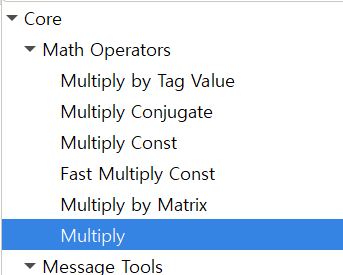 Core
Math Operators
Multiply by Tag Value
Multiply Conjugate
Multiply Const
Fast Multiply Const
Multiply by Matrix
Multiply
Message Tools